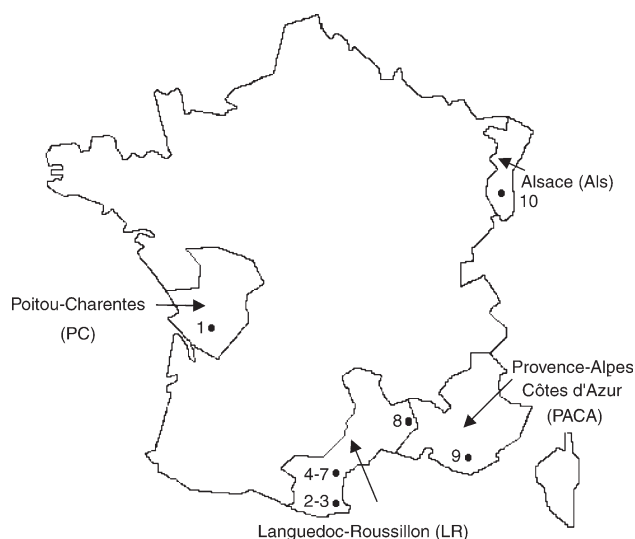 Alsace (Als)
10
Poitou-Charentes
(PC)
1
Provence-Alpes
Côtes d'Azur
(PACA)
8
9
4-7
2-3
Languedoc-Roussillon (LR)